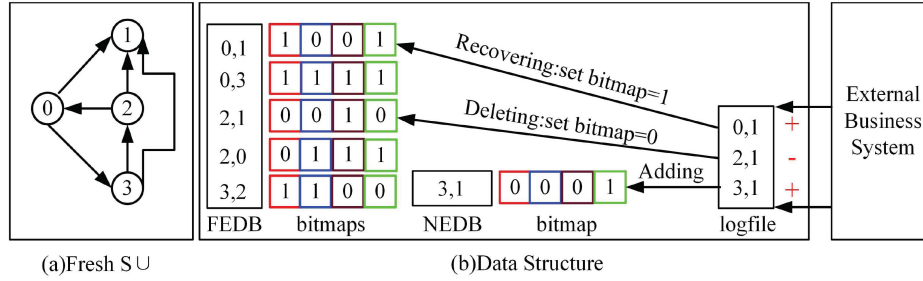 1
0
2
3
(a)Fresh S∪
0,1
0,3
2,1
2,0
3,2
FEDB
1 0 0 1
1 1 1 1
0 0 1 0
0 1 1 1
1 1 0 0
bitmaps
Recovering:set bitmap=1
Deleting:set bitmap=0
Adding
3,1
NEDB
0 0 0 1
bitmap
0,1 +
2,1 -
3,1 +
logfile
External
Business
System
(b)Data Structure